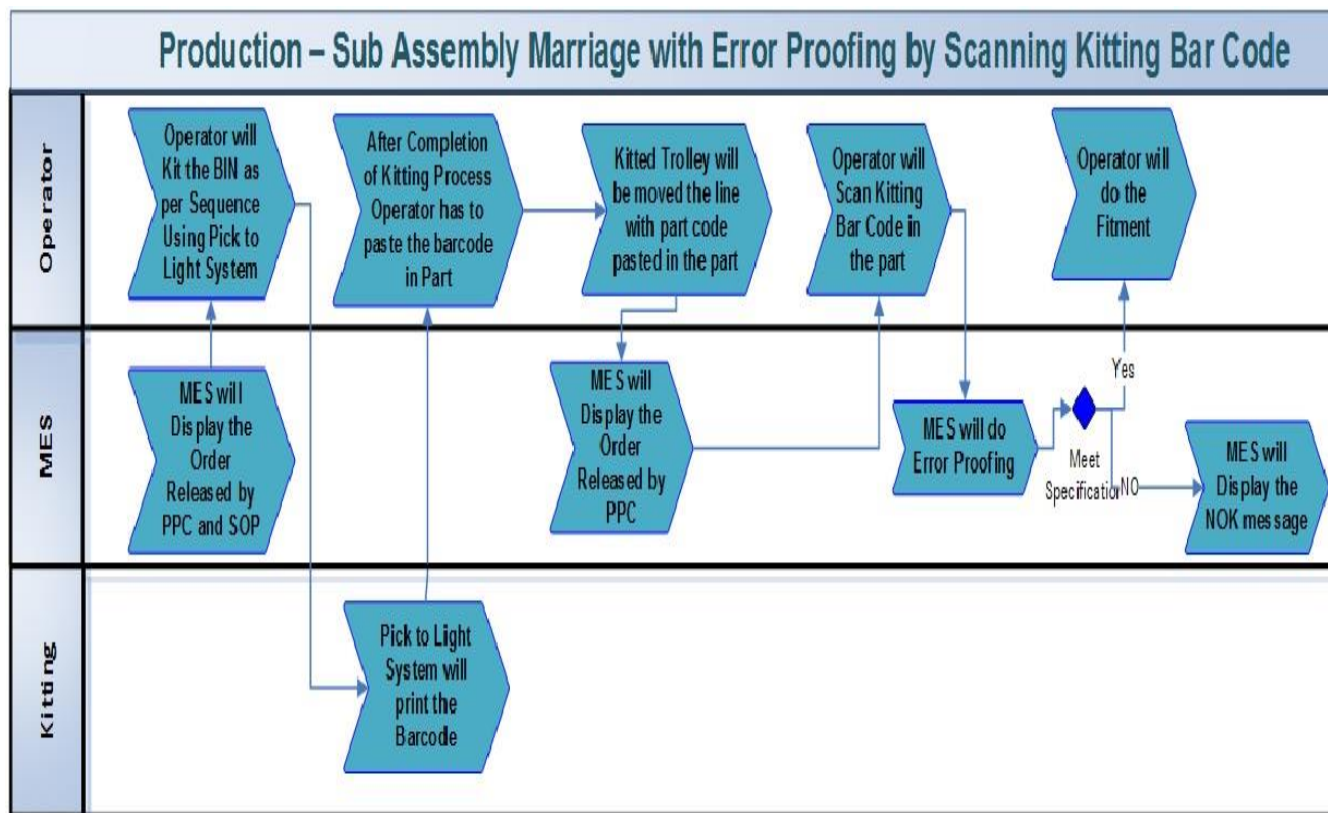 Production – Sub Assembly Marriage with Error Proofing by Scanning Kitting Bar Code
Operator
Operator will
Kit the BIN as
per Sequence
Using Pick to
Light System
After Completion
of Kitting Process
Operator has to
paste the barcode
in Part
Kitted Trolley will
be moved the line
with part code
pasted in the part
Operator will
Scan Kitting
Bar Code in
the part
Operator will
do the
Fitment
MES
MES will
Display the
Order
Released by
PPC and SOP
MES will
Display the
Order
Released by
PPC
MES will do
Error Proofing
Meet
Specification
Yes
NO
MES will
Display the
NOK message
Kitting
Pick to Light
System will
print the
Barcode